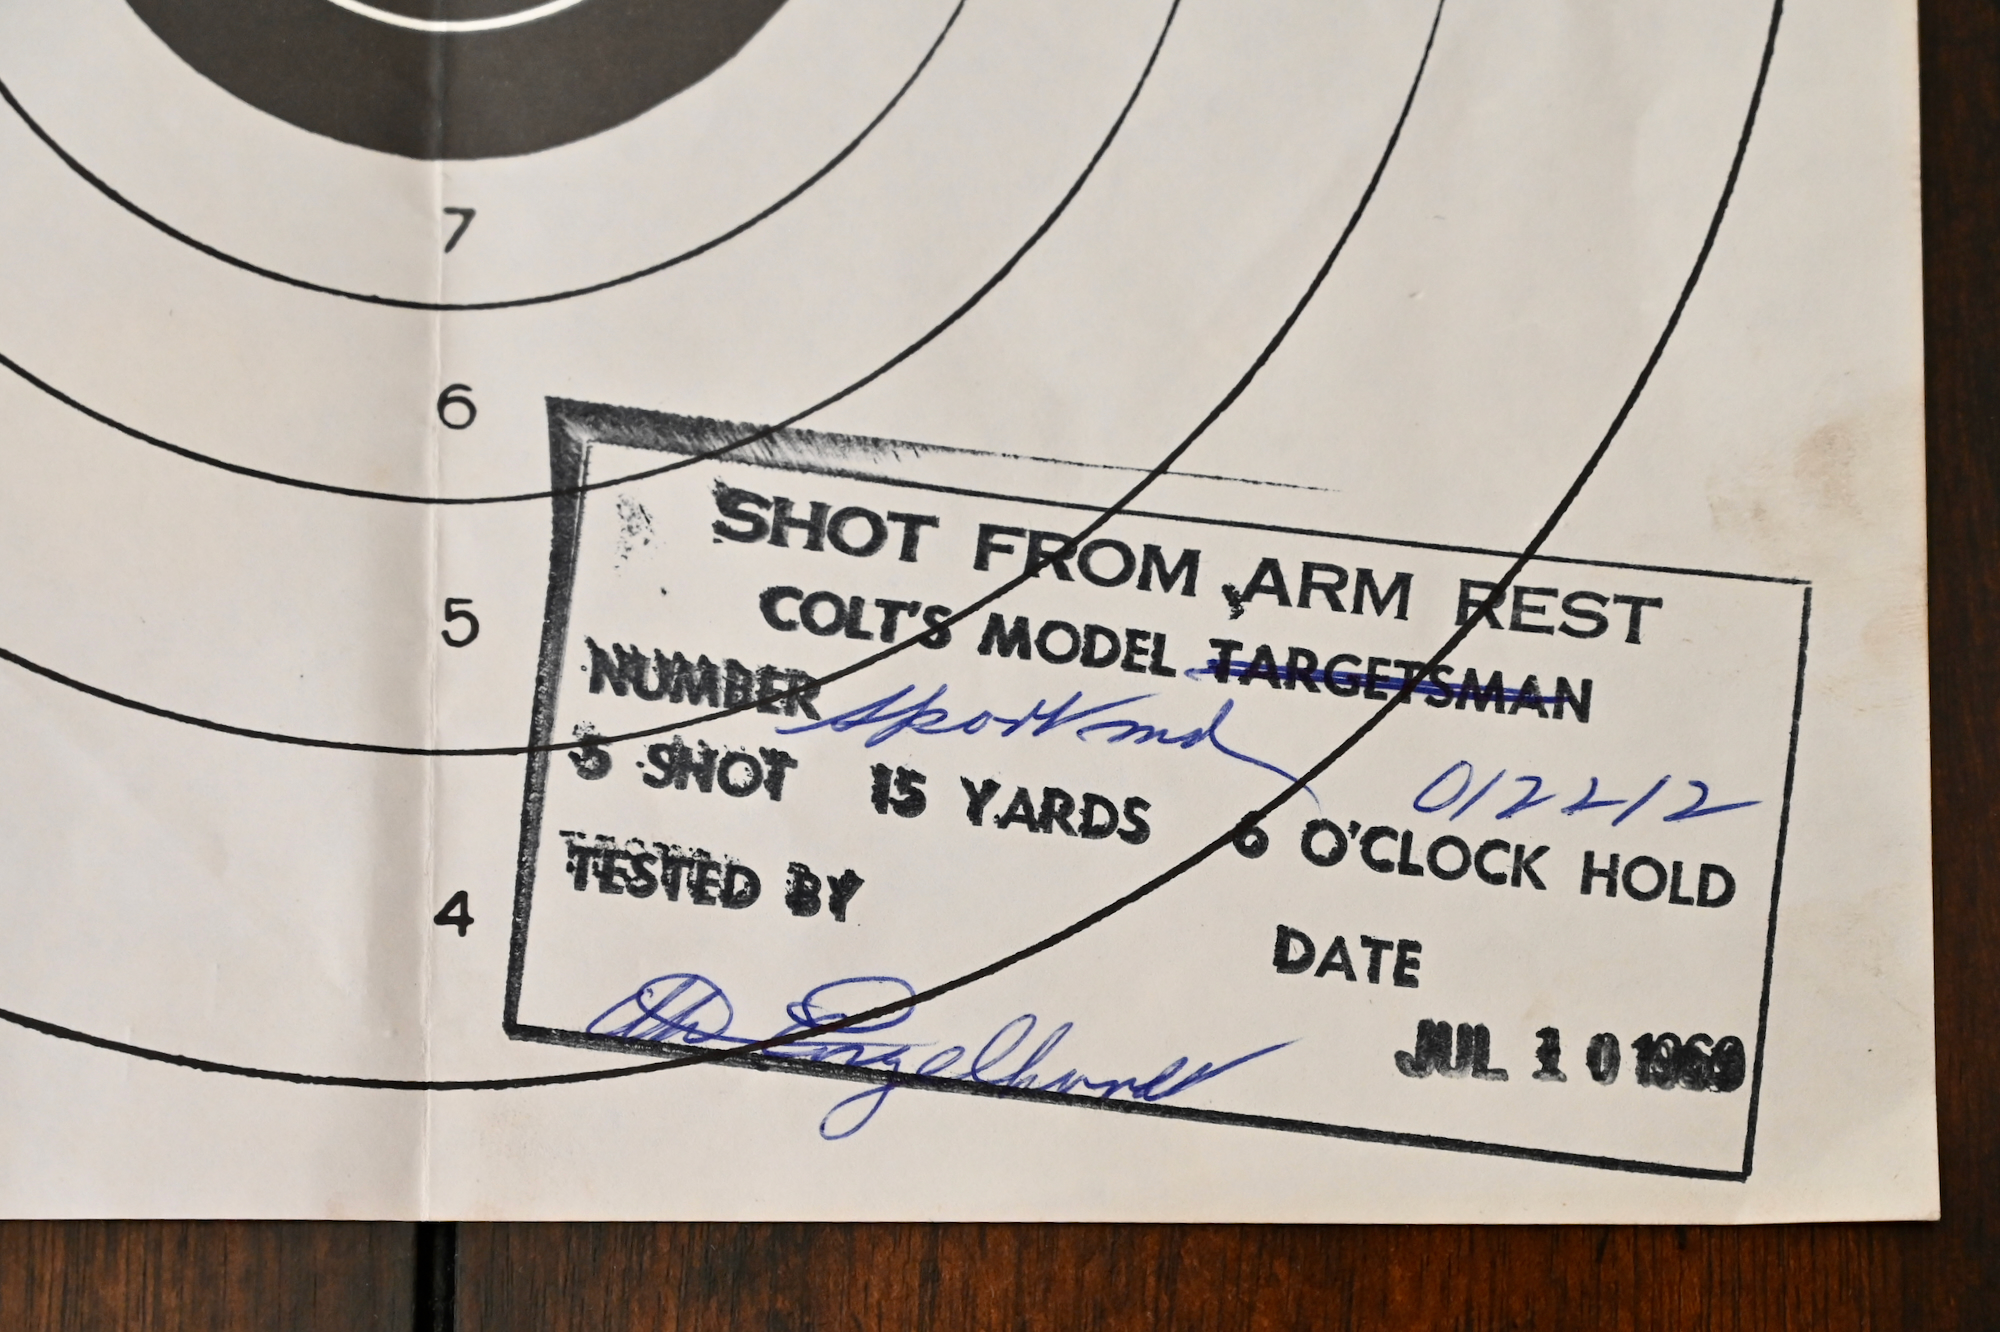 7
6
5
4
SHOT FROM ARM REST
COLT'S MODEL TARGETSMAN
NUMBER
012212
5 SHOT 15 YARDS 6 O'CLOCK HOLD
TESTED BY
DATE
Engelhardt
JUL 10 1969